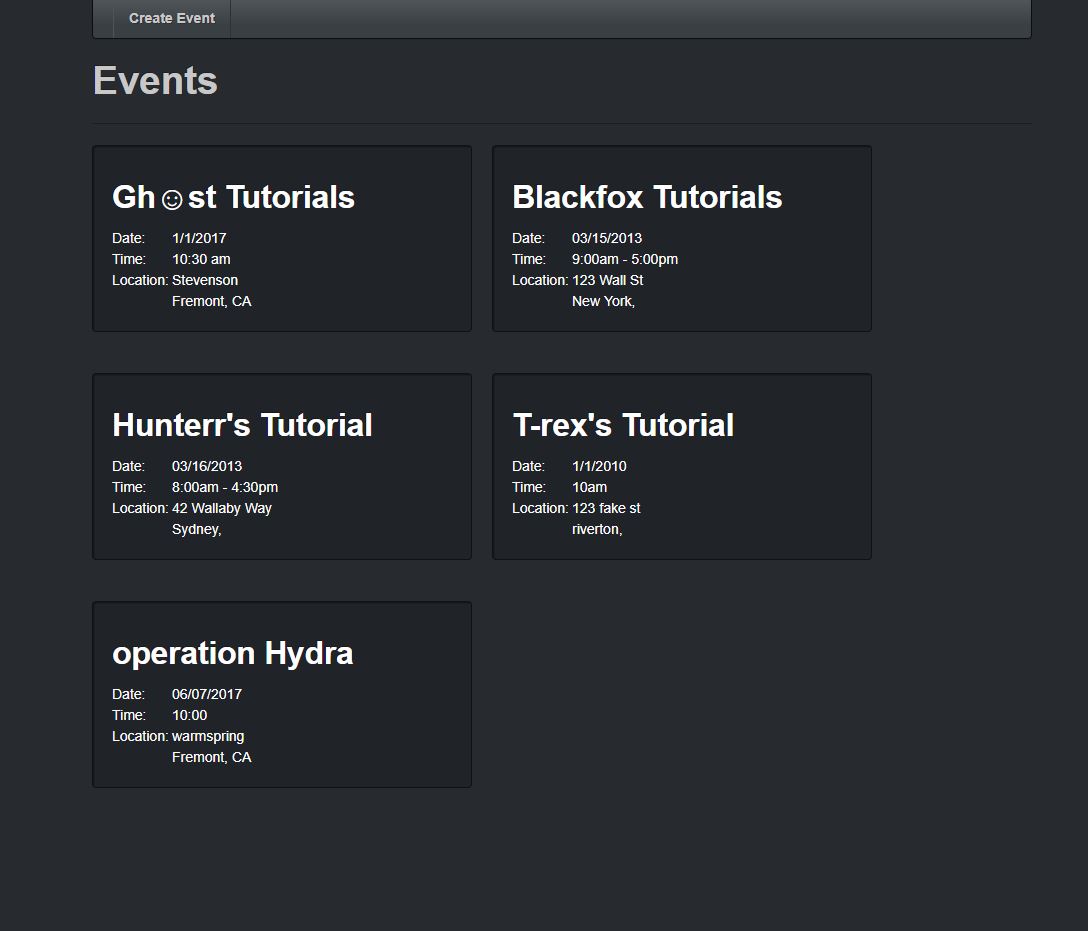 Create Event
Events
Gh☺st Tutorials
Date: 1/1/2017
Time: 10:30 am
Location: Stevenson
Fremont, CA
Blackfox Tutorials
Date: 03/15/2013
Time: 9:00am - 5:00pm
Location: 123 Wall St
New York,
Hunterr's Tutorial
Date: 03/16/2013
Time: 8:00am - 4:30pm
Location: 42 Wallaby Way
Sydney,
T-rex's Tutorial
Date: 1/1/2010
Time: 10am
Location: 123 fake st
riverton,
operation Hydra
Date: 06/07/2017
Time: 10:00
Location: warmspring
Fremont, CA